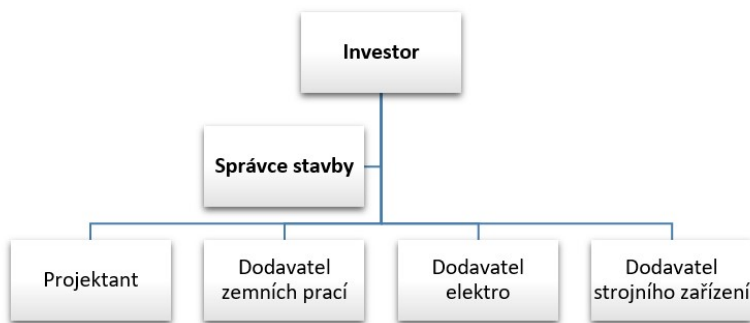 Investor
Správce stavby
Projektant
Dodavatel
zemních prací
Dodavatel
elektro
Dodavatel
strojního zařízení